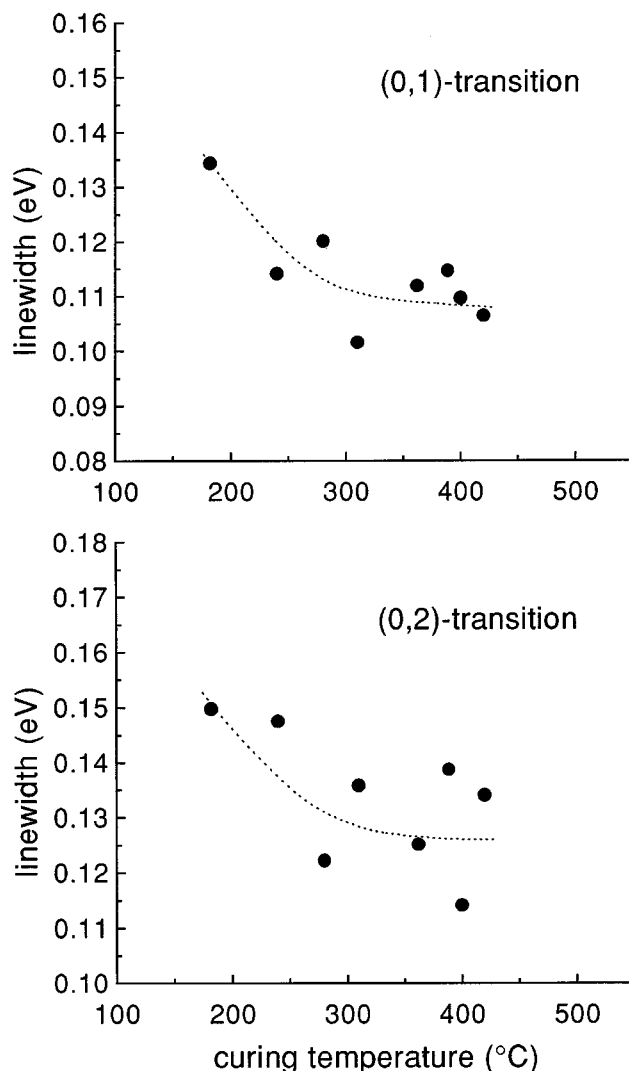 0.16
0.15
0.14
0.13
0.12
0.11
0.10
0.09
0.08
linewidth (eV)
(0,1)-transition
100 200 300 400 500
0.18
0.17
0.16
0.15
0.14
0.13
0.12
0.11
0.10
linewidth (eV)
(0,2)-transition
100 200 300 400 500
curing temperature (°C)